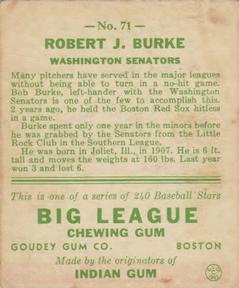 —No. 71—
ROBERT J. BURKE
WASHINGTON SENATORS
Many pitchers have served in the major leagues
without being able to turn in a no-hit game.
Bob Burke, left-hander with the Washington
Senators is one of the few to accomplish this.
2 years ago, he held the Boston Red Sox hitless
in a game.
Burke spent only one year in the minors before
he was grabbed by the Senators from the Little
Rock Club in the Southern League.
He was born in Joliet, Ill., in 1907. He is 6 ft.
tall and moves the weights at 160 lbs. Last year
won 3 and lost 6.
This is one of a series of 240 Baseball Stars
BIG LEAGUE
CHEWING GUM
GOUDEY GUM CO. BOSTON
Made by the originators of
INDIAN GUM